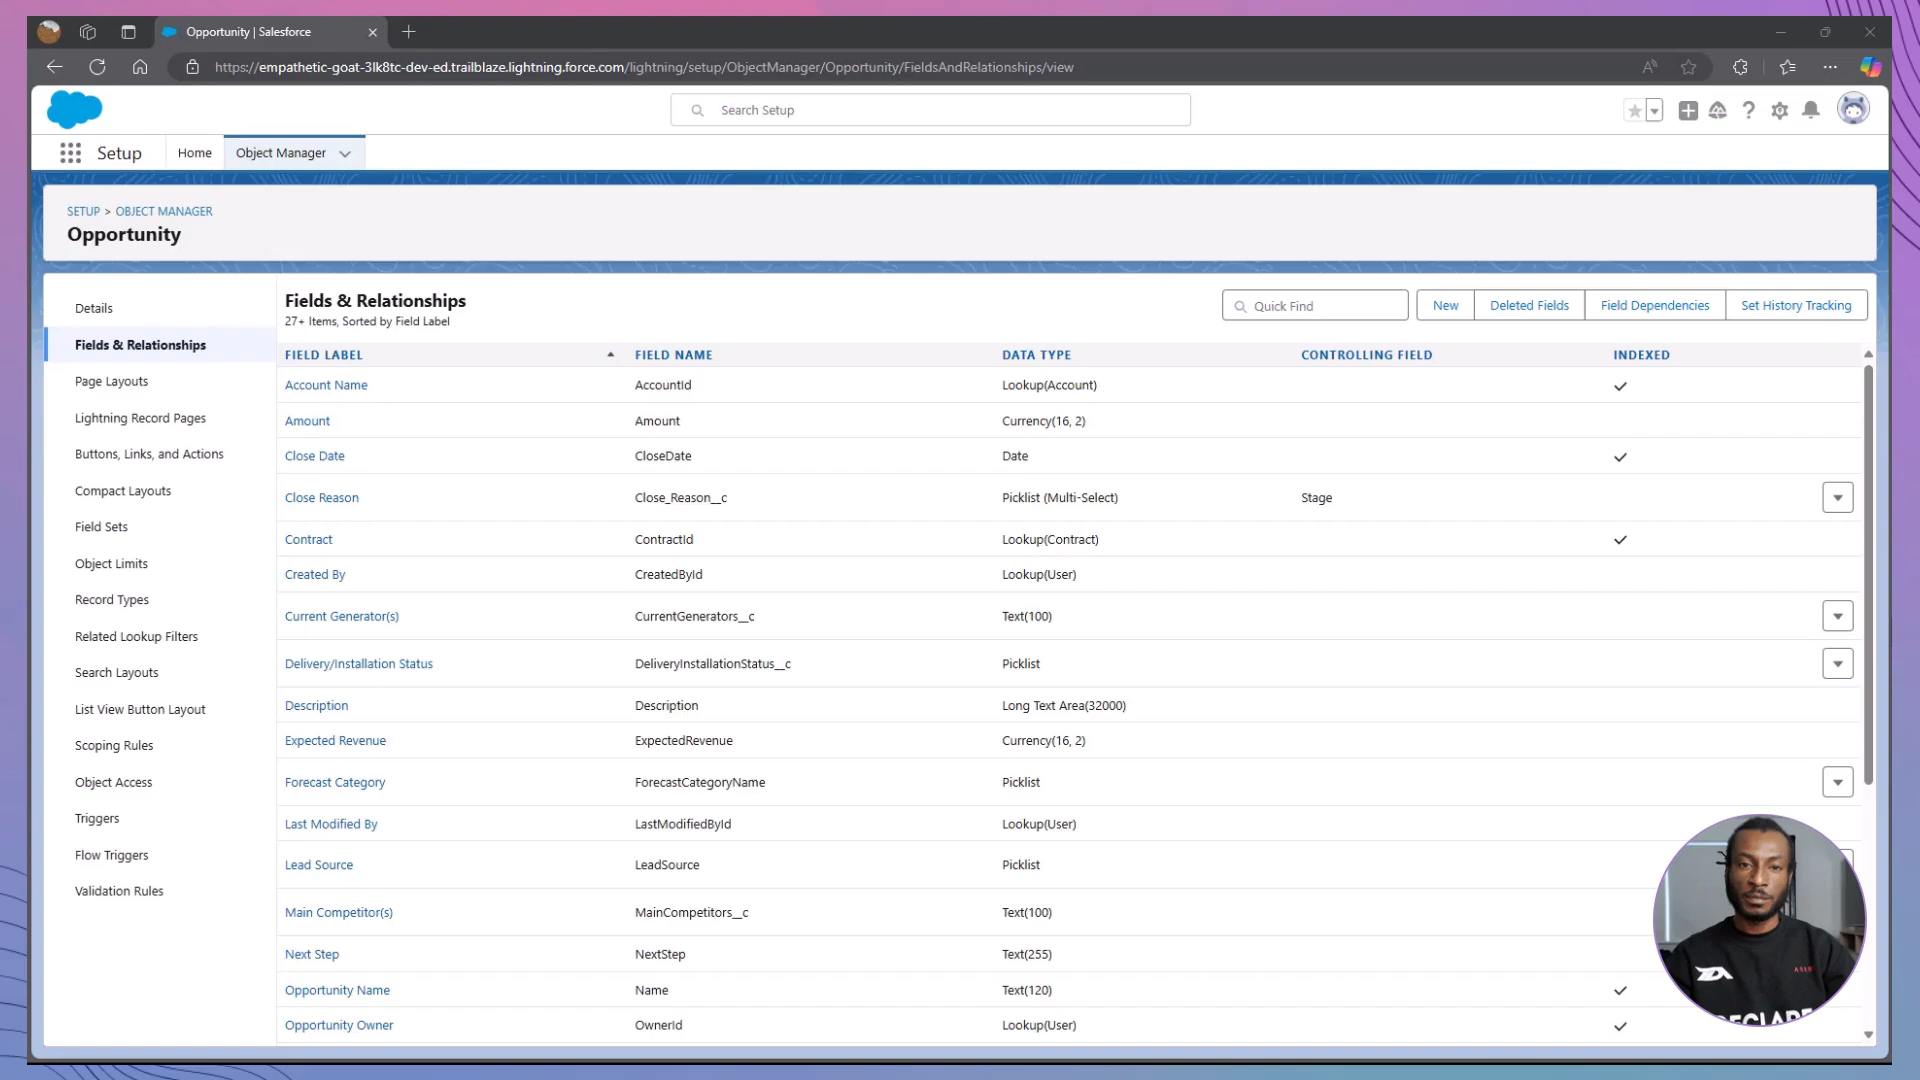 Opportunity | Salesforce
https://empathetic-goat-3lk8tc-dev-ed.trailblaze.lightning.force.com/lightning/setup/ObjectManager/Opportunity/FieldsAndRelationships/view
Search Setup
Setup Home Object Manager
SETUP > OBJECT MANAGER
Opportunity
Details
Fields & Relationships
Page Layouts
Lightning Record Pages
Buttons, Links, and Actions
Compact Layouts
Field Sets
Object Limits
Record Types
Related Lookup Filters
Search Layouts
List View Button Layout
Scoping Rules
Object Access
Triggers
Flow Triggers
Validation Rules
Fields & Relationships
27+ Items, Sorted by Field Label
Quick Find New Deleted Fields Field Dependencies Set History Tracking
FIELD LABEL FIELD NAME DATA TYPE CONTROLLING FIELD INDEXED
Account Name AccountId Lookup(Account)
Amount Amount Currency(16, 2)
Close Date CloseDate Date
Close Reason Close_Reason__c Picklist (Multi-Select) Stage
Contract ContractId Lookup(Contract)
Created By CreatedById Lookup(User)
Current Generator(s) CurrentGenerators__c Text(100)
Delivery/Installation Status DeliveryInstallationStatus__c Picklist
Description Description Long Text Area(32000)
Expected Revenue ExpectedRevenue Currency(16, 2)
Forecast Category ForecastCategoryName Picklist
Last Modified By LastModifiedById Lookup(User)
Lead Source LeadSource Picklist
Main Competitor(s) MainCompetitors__c Text(100)
Next Step NextStep Text(255)
Opportunity Name Name Text(120)
Opportunity Owner OwnerId Lookup(User)